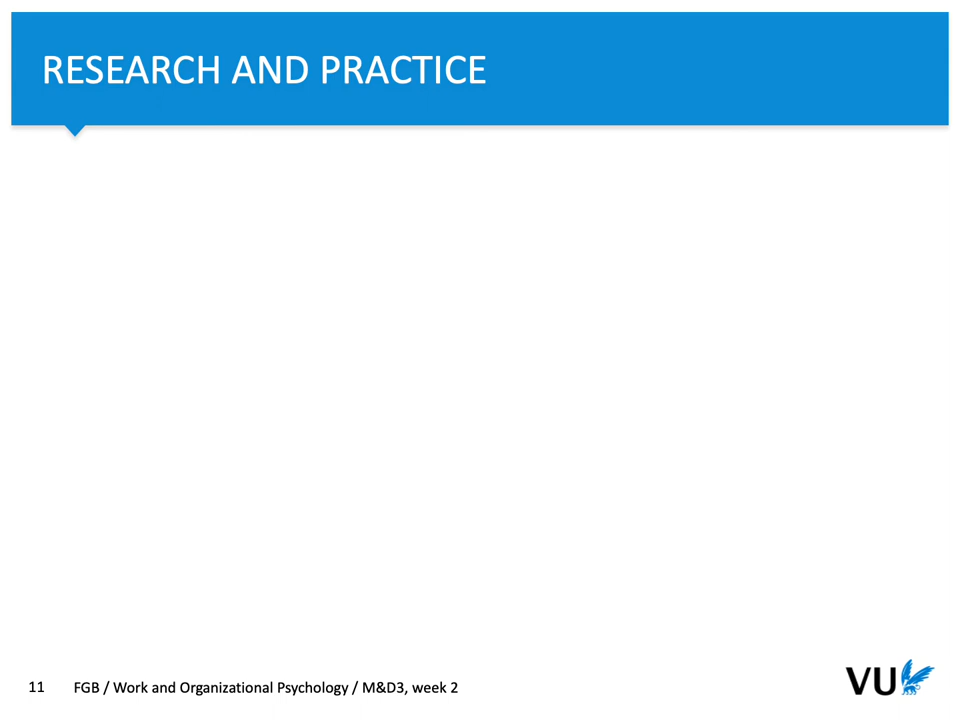 RESEARCH AND PRACTICE
11 FGB / Work and Organizational Psychology / M&D3, week 2
VU